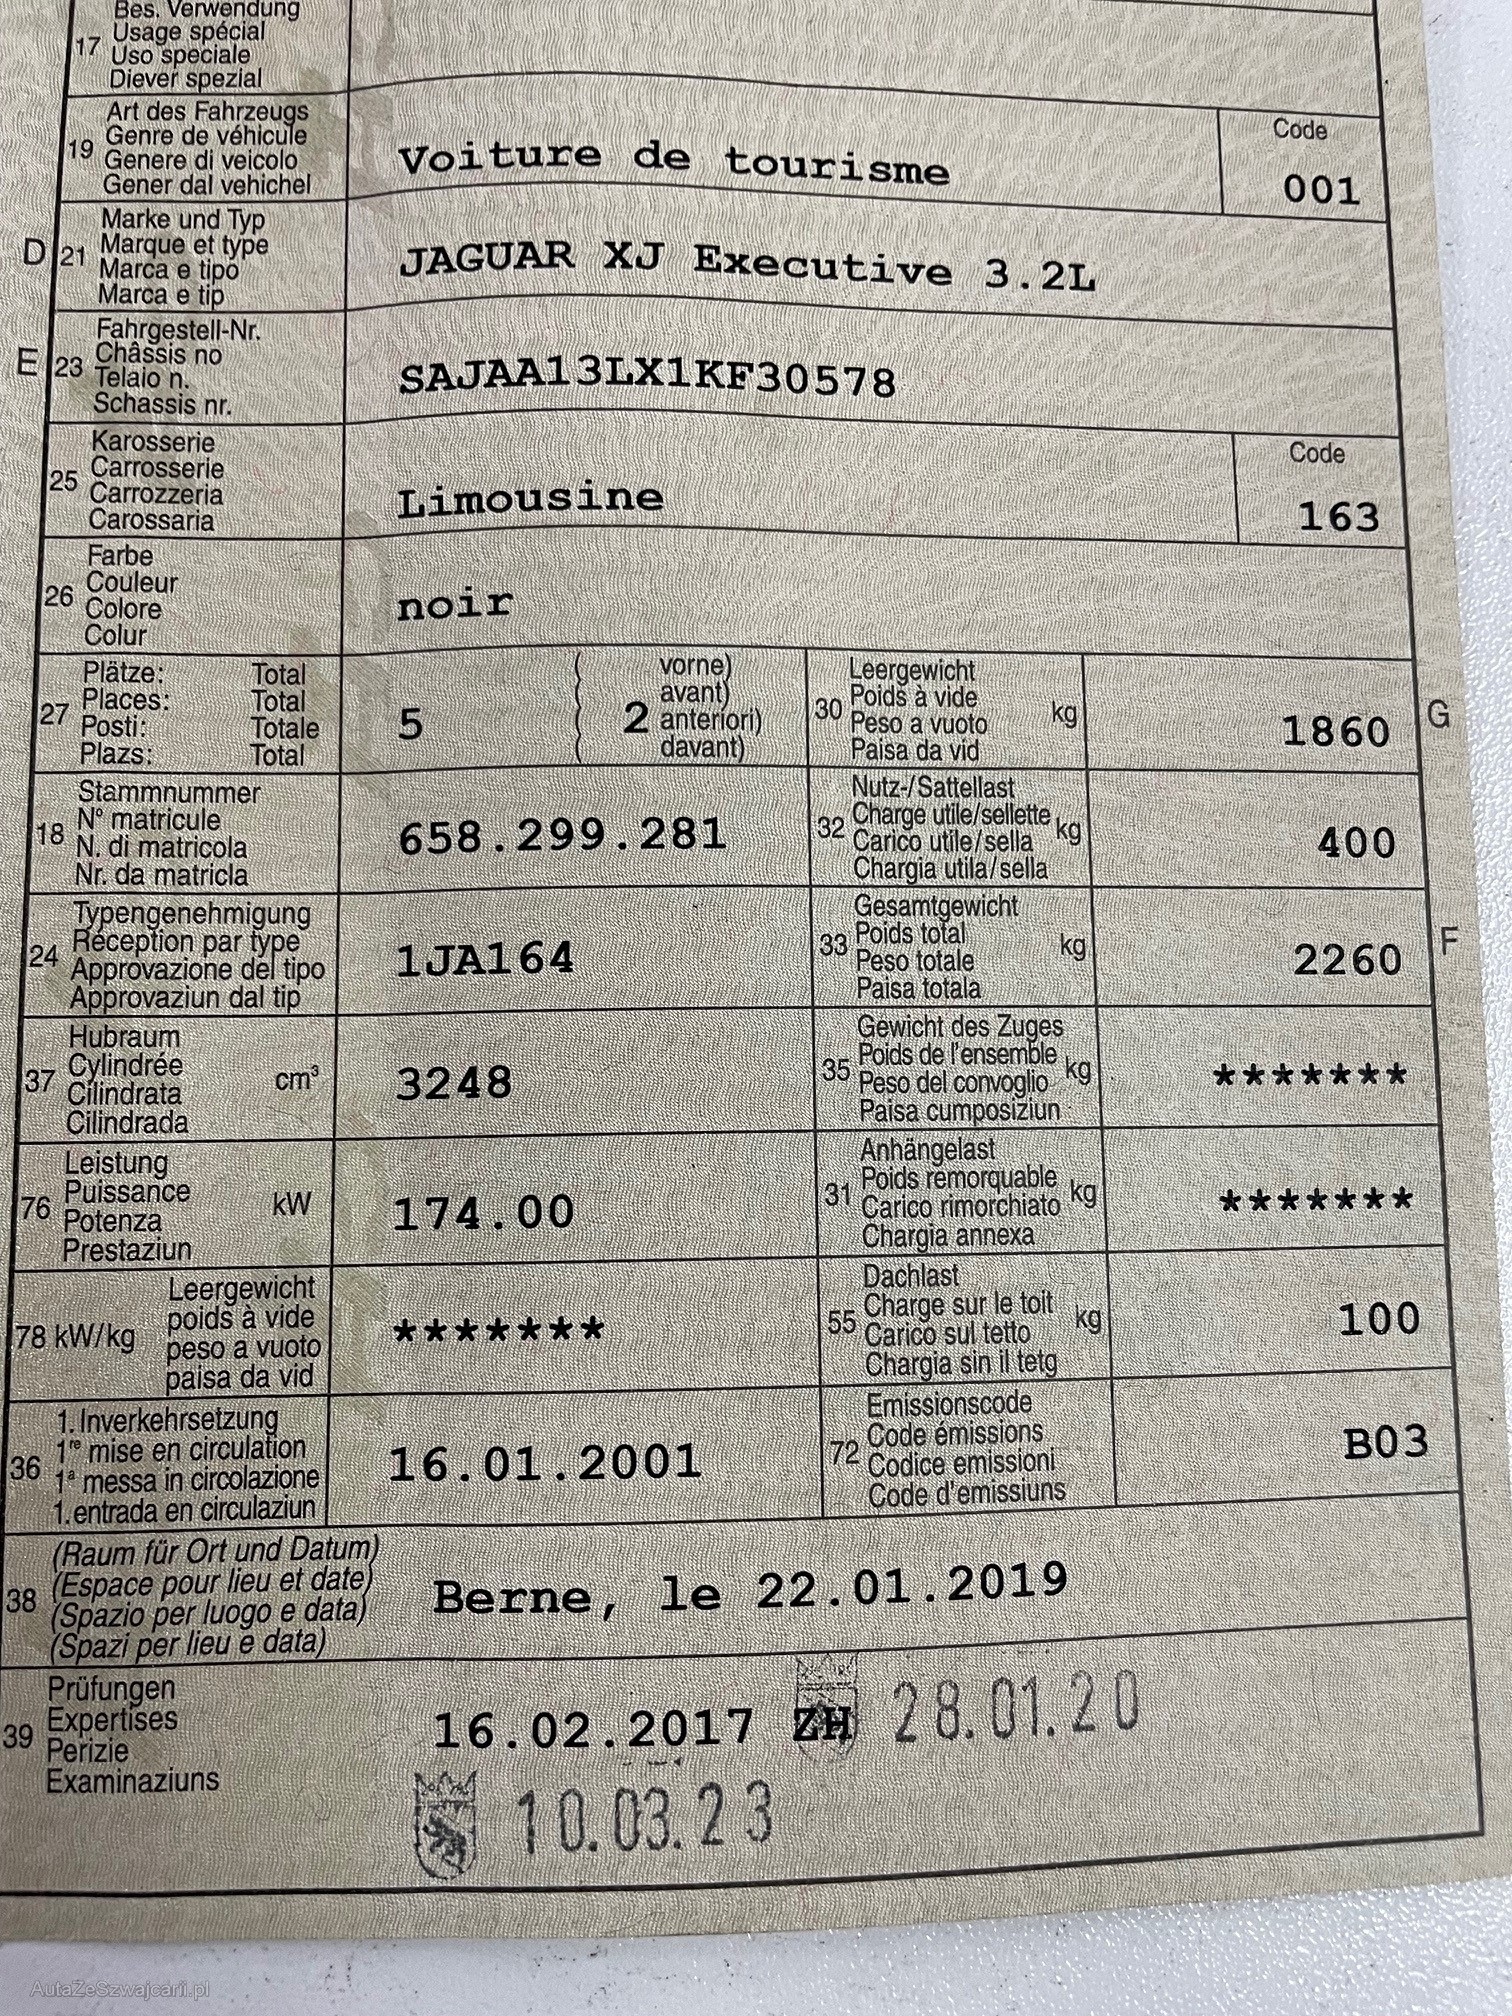 Bes. Verwendung
17 Usage spécial
Uso speciale
Diever spezial
Art des Fahrzeugs
19 Genre de véhicule
Genere di veicolo
Gener dal vehichel
Voiture de tourisme
Code
001
D 21 Marke und Typ
Marque et type
Marca e tipo
Marca e tip
JAGUAR XJ Executive 3.2L
E 23 Fahrgestell-Nr.
Châssis no
Telaio n.
Schassis nr.
SAJAA13LX1KF30578
25 Karosserie
Carrosserie
Carrozzeria
Carossaria
Limousine
Code
163
26 Farbe
Couleur
Colore
Colur
noir
27 Plätze: Total
Places: Total
Posti: Totale
Plazs: Total
5
( vorne)
( avant)
( 2 anteriori)
( davant)
30 Leergewicht
Poids à vide
Peso a vuoto
Paisa da vid
kg
1860
G
18 Stammnummer
N° matricule
N. di matricola
Nr. da matricla
658.299.281
32 Nutz-/Sattellast
Charge utile/sellette
Carico utile/sella
Chargia utila/sella
kg
400
24 Typengenehmigung
Réception par type
Approvazione del tipo
Approvaziun dal tip
1JA164
33 Gesamtgewicht
Poids total
Peso totale
Paisa totala
kg
2260
F
37 Hubraum
Cylindrée
Cilindrata
Cilindrada
cm³
3248
35 Gewicht des Zuges
Poids de l'ensemble
Peso del convoglio
Paisa cumposiziun
kg
*******
76 Leistung
Puissance
Potenza
Prestaziun
kW
174.00
31 Anhängelast
Poids remorquable
Carico rimorchiato
Chargia annexa
kg
*******
78 kW/kg
Leergewicht
poids à vide
peso a vuoto
paisa da vid
*******
55 Dachlast
Charge sur le toit
Carico sul tetto
Chargia sin il tetg
kg
100
36 1. Inverkehrsetzung
1re mise en circulation
1a messa in circolazione
1. entrada en circulaziun
16.01.2001
72 Emissionscode
Code émissions
Codice emissioni
Code d'emissiuns
B03
38 (Raum für Ort und Datum)
(Espace pour lieu et date)
(Spazio per luogo e data)
(Spazi per lieu e data)
Berne, le 22.01.2019
39 Prüfungen
Expertises
Perizie
Examinaziuns
16.02.2017 ZH 28.01.20
10.03.23
AutaZeSzwajcarii.pl